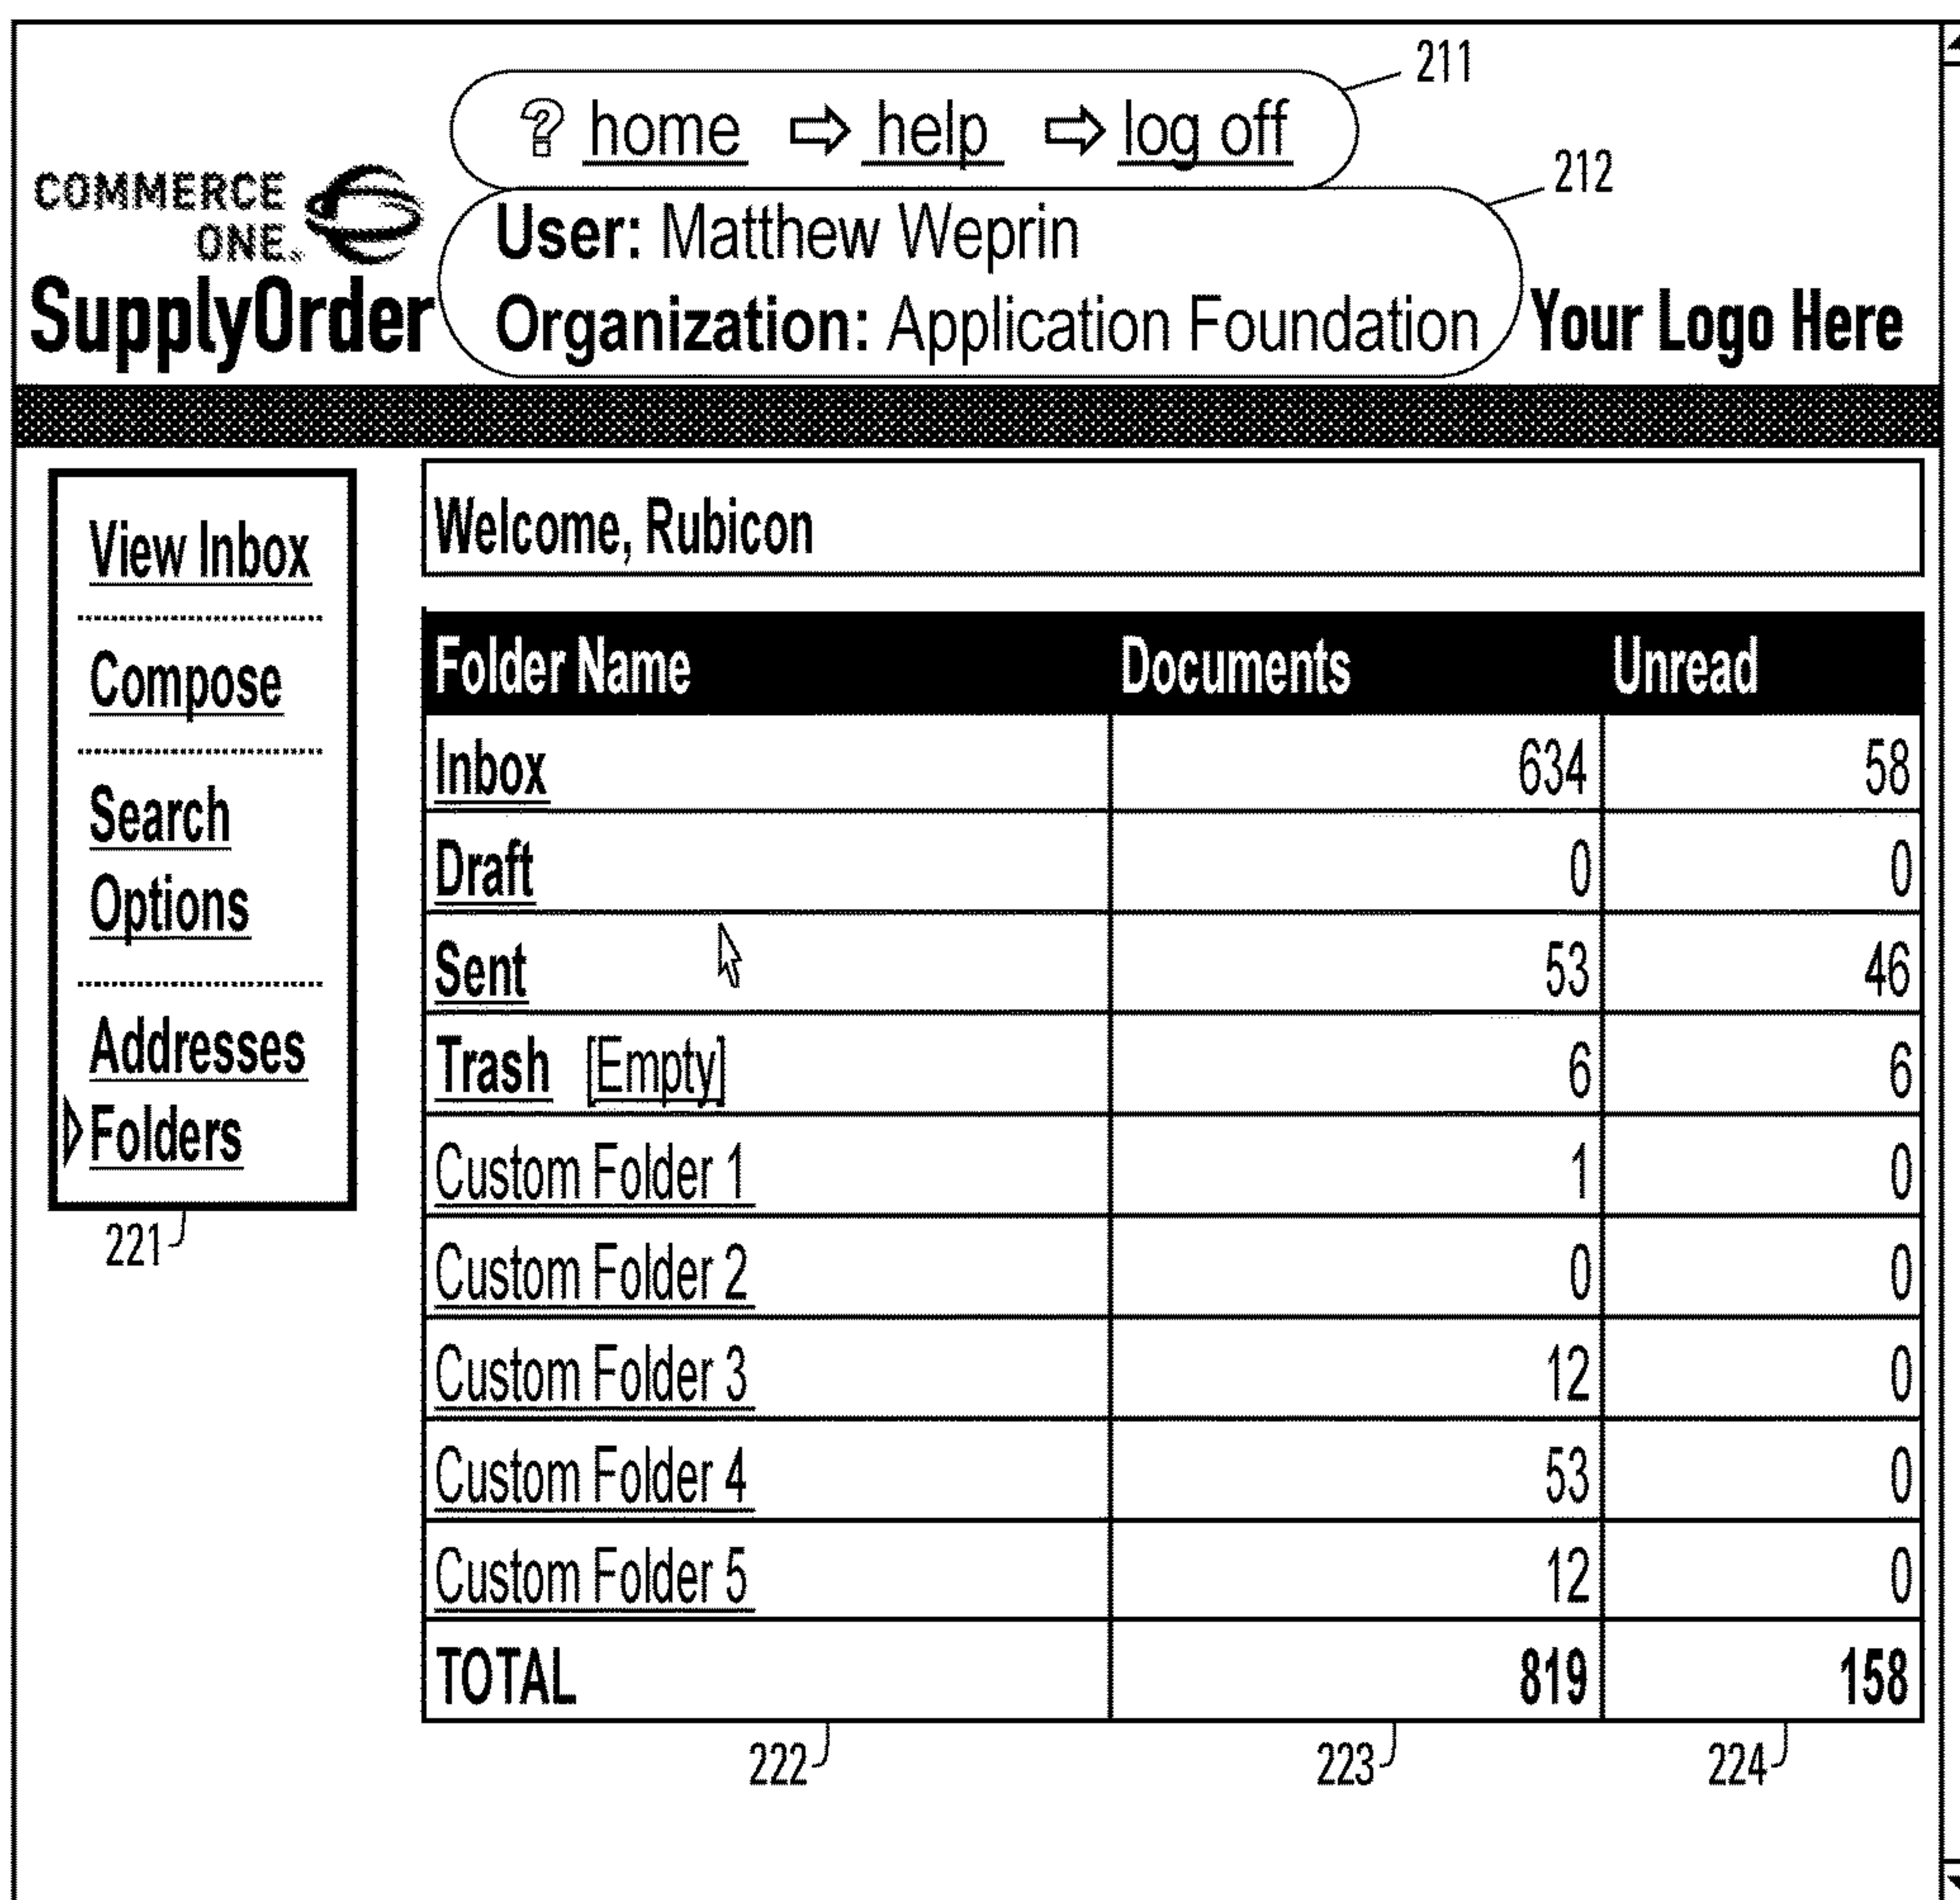 211
? home ⇨ help ⇨ log off
212
COMMERCE
ONE.
SupplyOrder
User: Matthew Weprin
Organization: Application Foundation
Your Logo Here
View Inbox
Compose
Search
Options
Addresses
Folders
221
Welcome, Rubicon
Folder Name Documents Unread
Inbox 634 58
Draft 0 0
Sent 53 46
Trash [Empty] 6 6
Custom Folder 1 1 0
Custom Folder 2 0 0
Custom Folder 3 12 0
Custom Folder 4 53 0
Custom Folder 5 12 0
TOTAL 819 158
222 223 224